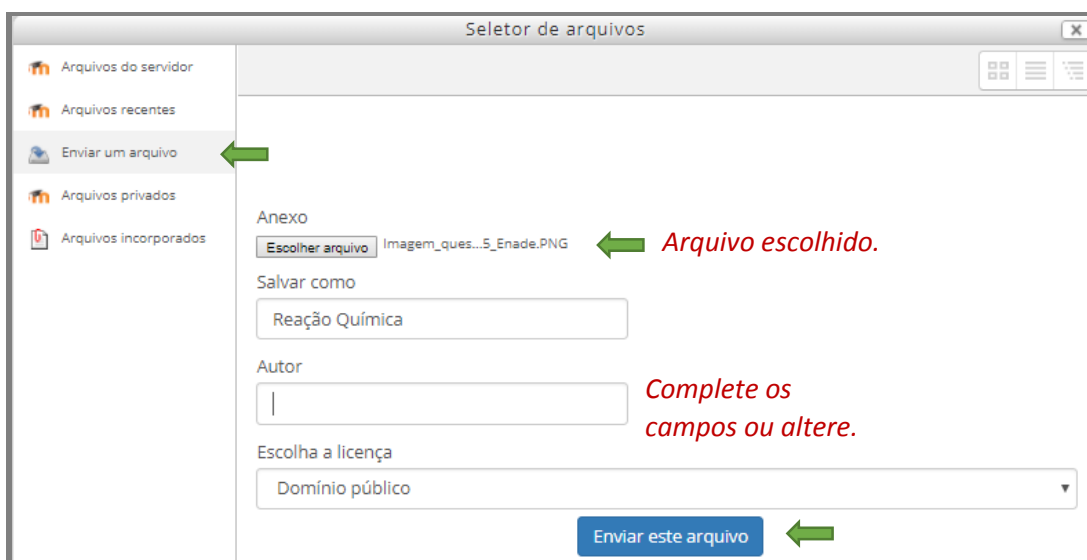 Seletor de arquivos
Arquivos do servidor
Arquivos recentes
Enviar um arquivo
Arquivos privados
Arquivos incorporados
Anexo
Escolher arquivo Imagem_ques...5_Enade.PNG
Arquivo escolhido.
Salvar como
Reação Química
Autor
Complete os
campos ou altere.
Escolha a licença
Domínio público
Enviar este arquivo